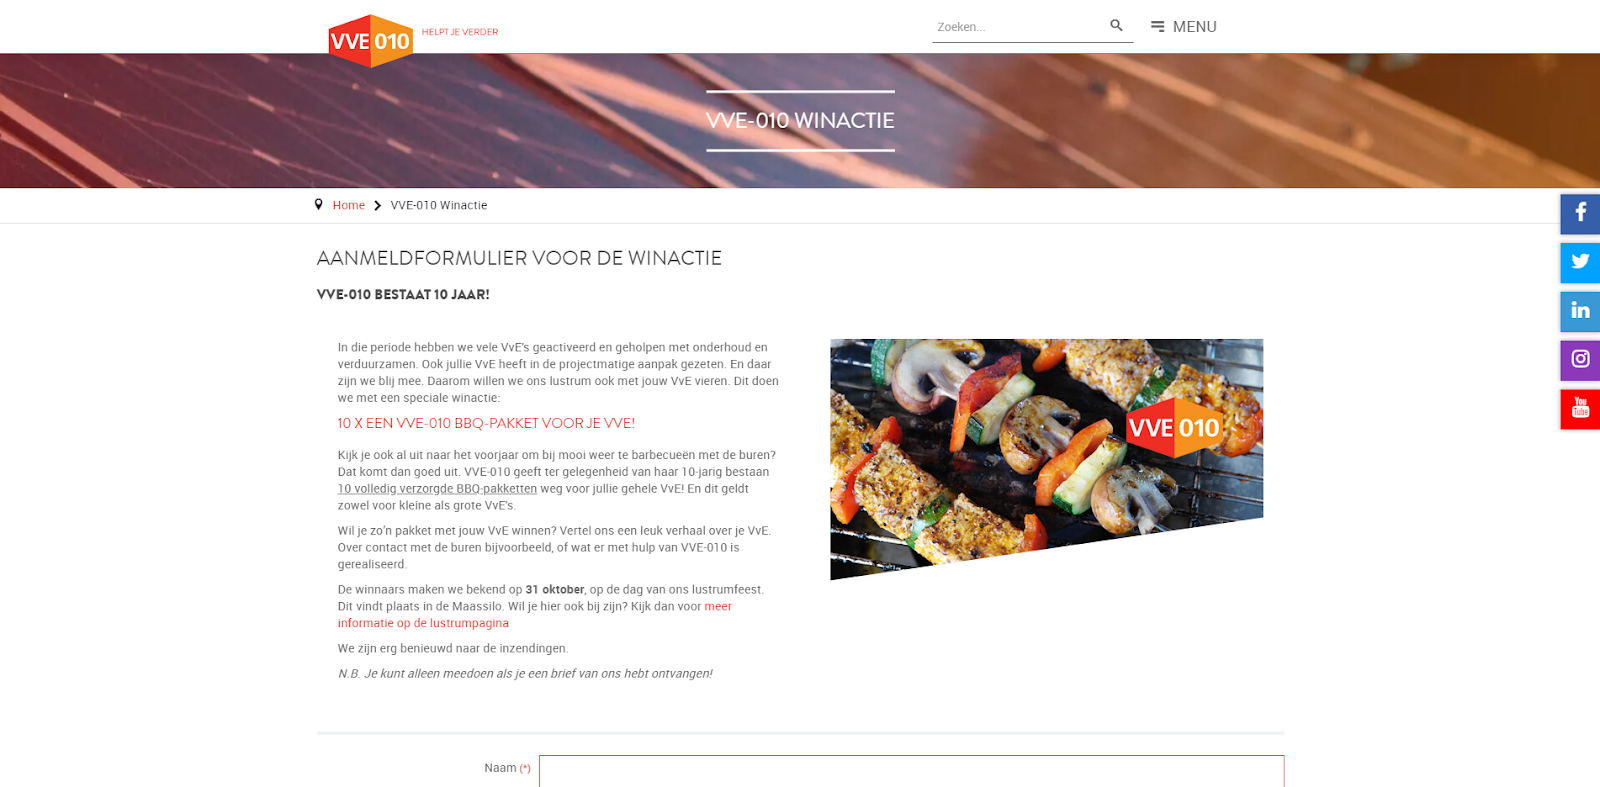 VVE 010 HELPT JE VERDER
Zoeken...
MENU
VVE-010 WINACTIE
Home VVE-010 Winactie
AANMELDFORMULIER VOOR DE WINACTIE
VVE-010 BESTAAT 10 JAAR!
In die periode hebben we vele VvE's geactiveerd en geholpen met onderhoud en
verduurzamen. Ook jullie VvE heeft in de projectmatige aanpak gezeten. En daar
zijn we blij mee. Daarom willen we ons lustrum ook met jouw VvE vieren. Dit doen
we met een speciale winactie:
10 X EEN VVE-010 BBQ-PAKKET VOOR JE VVE!
Kijk je ook al uit naar het voorjaar om bij mooi weer te barbecueën met de buren?
Dat komt dan goed uit. VVE-010 geeft ter gelegenheid van haar 10-jarig bestaan
10 volledig verzorgde BBQ-pakketten weg voor jullie gehele VvE! En dit geldt
zowel voor kleine als grote VvE's.
Wil je zo'n pakket met jouw VvE winnen? Vertel ons een leuk verhaal over je VvE.
Over contact met de buren bijvoorbeeld, of wat er met hulp van VVE-010 is
gerealiseerd.
De winnaars maken we bekend op 31 oktober, op de dag van ons lustrumfeest.
Dit vindt plaats in de Maassilo. Wil je hier ook bij zijn? Kijk dan voor meer
informatie op de lustrumpagina
We zijn erg benieuwd naar de inzendingen.
N.B. Je kunt alleen meedoen als je een brief van ons hebt ontvangen!
VVE 010
You Tube
Naam (*)